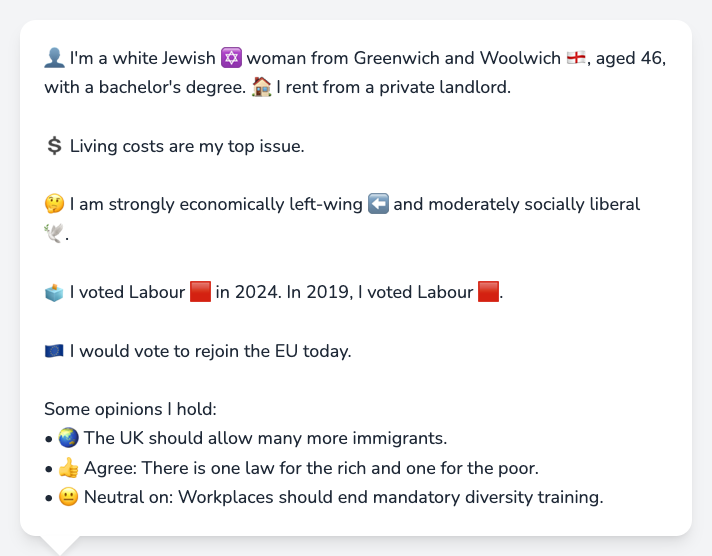 👤 I'm a white Jewish ✡️ woman from Greenwich and Woolwich 🏴󠁧󠁢󠁥󠁮󠁧󠁿, aged 46,
with a bachelor's degree. 🏠 I rent from a private landlord.
💲 Living costs are my top issue.
🤔 I am strongly economically left-wing ⬅️ and moderately socially liberal
🕊️.
🗳️ I voted Labour 🟥 in 2024. In 2019, I voted Labour 🟥.
🇪🇺 I would vote to rejoin the EU today.
Some opinions I hold:
• 🌏 The UK should allow many more immigrants.
• 👍 Agree: There is one law for the rich and one for the poor.
• 😐 Neutral on: Workplaces should end mandatory diversity training.